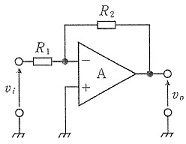 R₂
R₁
−
A
+
vᵢ
vₒ